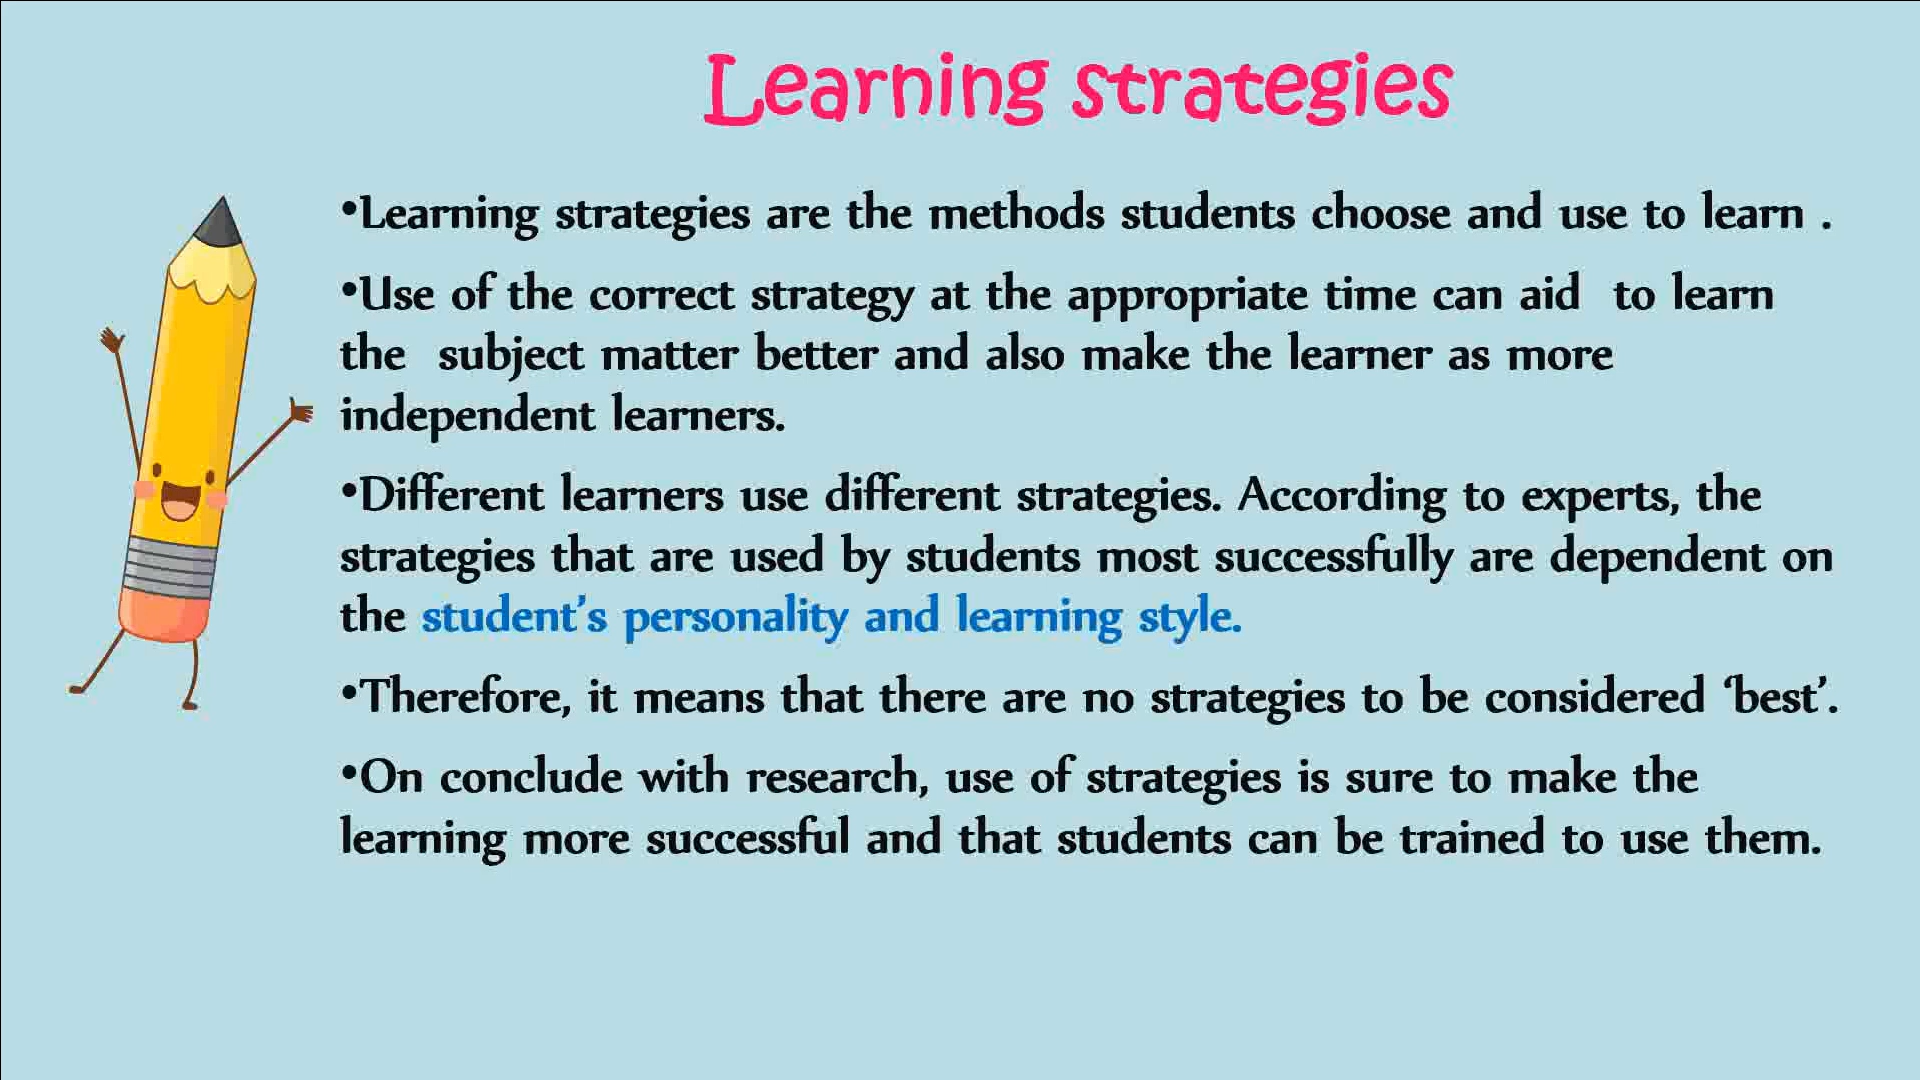 Learning strategies
•Learning strategies are the methods students choose and use to learn .
•Use of the correct strategy at the appropriate time can aid  to learn
the  subject matter better and also make the learner as more
independent learners.
•Different learners use different strategies. According to experts, the
strategies that are used by students most successfully are dependent on
the student’s personality and learning style.
•Therefore, it means that there are no strategies to be considered ‘best’.
•On conclude with research, use of strategies is sure to make the
learning more successful and that students can be trained to use them.